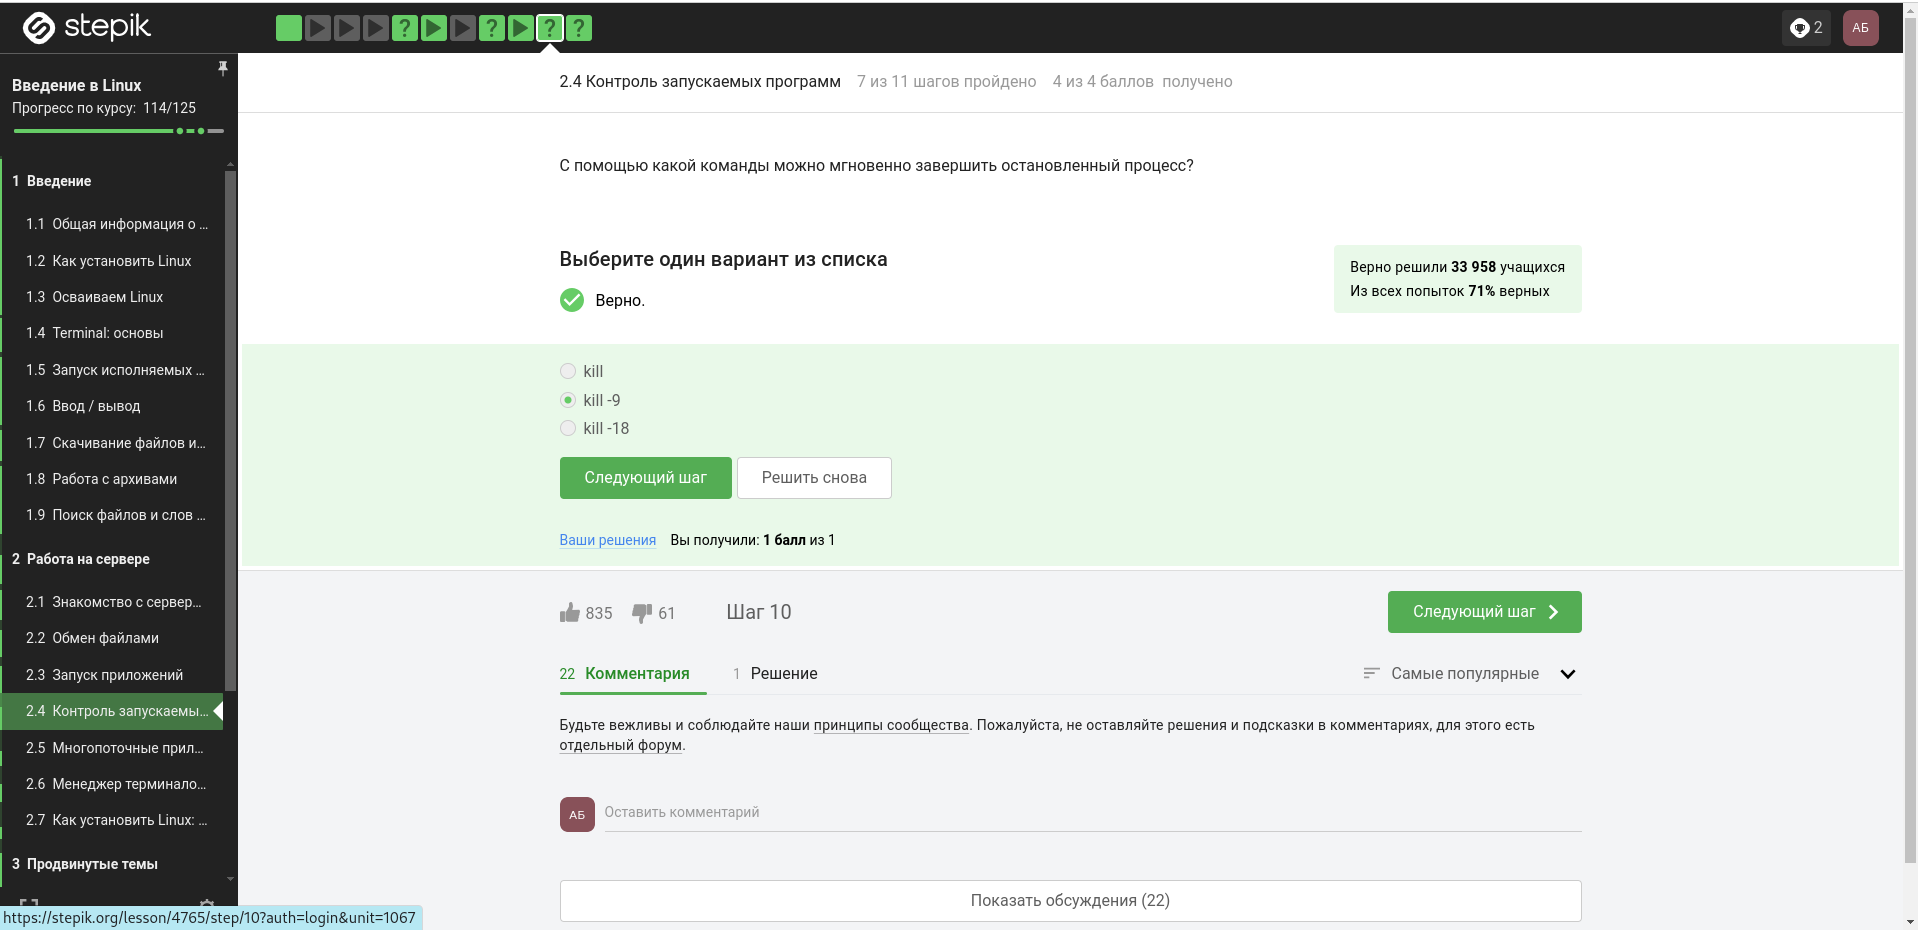 stepik
? ? ? ?
2
АБ
Введение в Linux
Прогресс по курсу: 114/125
1 Введение
1.1 Общая информация о ...
1.2 Как установить Linux
1.3 Осваиваем Linux
1.4 Terminal: основы
1.5 Запуск исполняемых ...
1.6 Ввод / вывод
1.7 Скачивание файлов и...
1.8 Работа с архивами
1.9 Поиск файлов и слов ...
2 Работа на сервере
2.1 Знакомство с сервер...
2.2 Обмен файлами
2.3 Запуск приложений
2.4 Контроль запускаемы...
2.5 Многопоточные прил...
2.6 Менеджер терминало...
2.7 Как установить Linux: ...
3 Продвинутые темы
https://stepik.org/lesson/4765/step/10?auth=login&unit=1067
2.4 Контроль запускаемых программ 7 из 11 шагов пройдено 4 из 4 баллов получено
С помощью какой команды можно мгновенно завершить остановленный процесс?
Выберите один вариант из списка
Верно.
Верно решили 33 958 учащихся
Из всех попыток 71% верных
kill
kill -9
kill -18
Следующий шаг Решить снова
Ваши решения Вы получили: 1 балл из 1
835 61 Шаг 10 Следующий шаг
22 Комментария 1 Решение Самые популярные
Будьте вежливы и соблюдайте наши принципы сообщества. Пожалуйста, не оставляйте решения и подсказки в комментариях, для этого есть
отдельный форум.
АБ Оставить комментарий
Показать обсуждения (22)